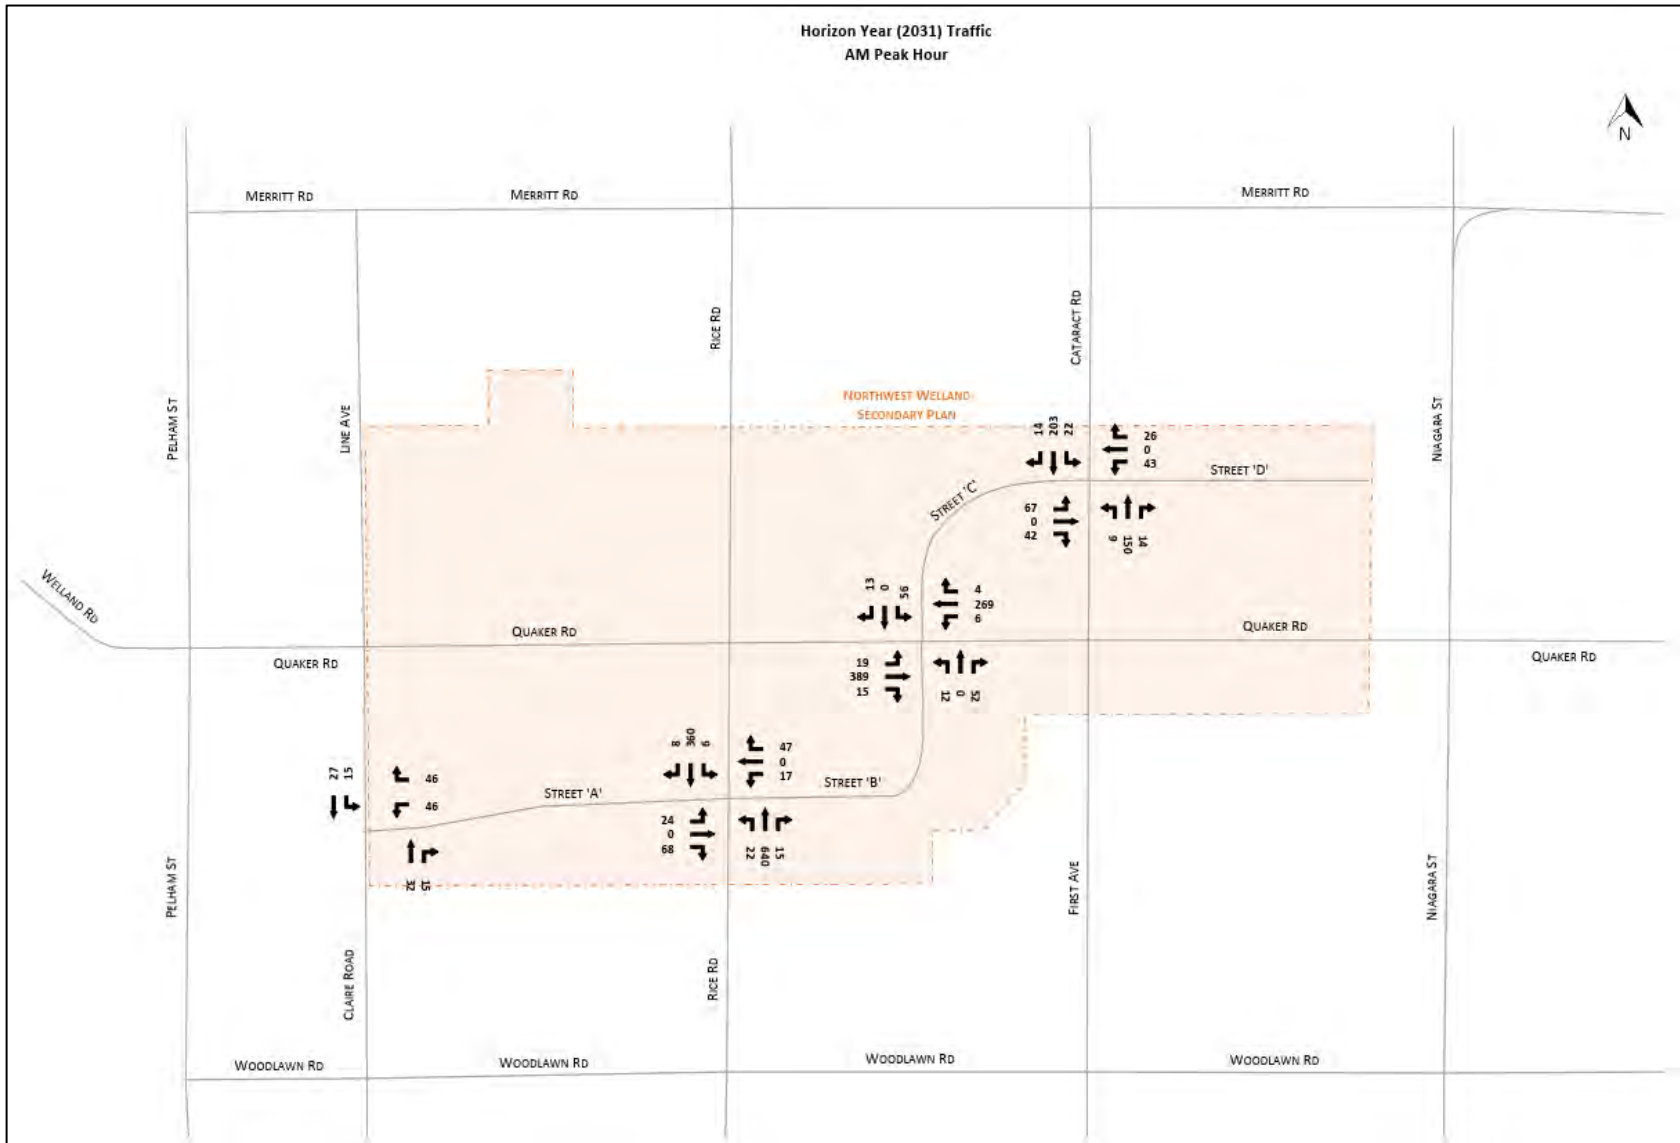 Horizon Year (2031) Traffic
AM Peak Hour
N
MERRITT RD
MERRITT RD
MERRITT RD
RICE RD
CATARACT RD
PELHAM ST
LINE AVE
NIAGARA ST
NORTHWEST WELLAND
SECONDARY PLAN
14 203 22
26
0
43
STREET 'D'
STREET 'C'
67
0
42
9 150 14
WELLAND RD
13 0 56
4
269
6
QUAKER RD
QUAKER RD
QUAKER RD
QUAKER RD
19
389
15
12 0 52
8 360 6
47
0
17
27 15
46
46
STREET 'A'
STREET 'B'
24
0
68
22 640 15
32 15
PELHAM ST
FIRST AVE
NIAGARA ST
CLAIRE ROAD
RICE RD
WOODLAWN RD
WOODLAWN RD
WOODLAWN RD
WOODLAWN RD